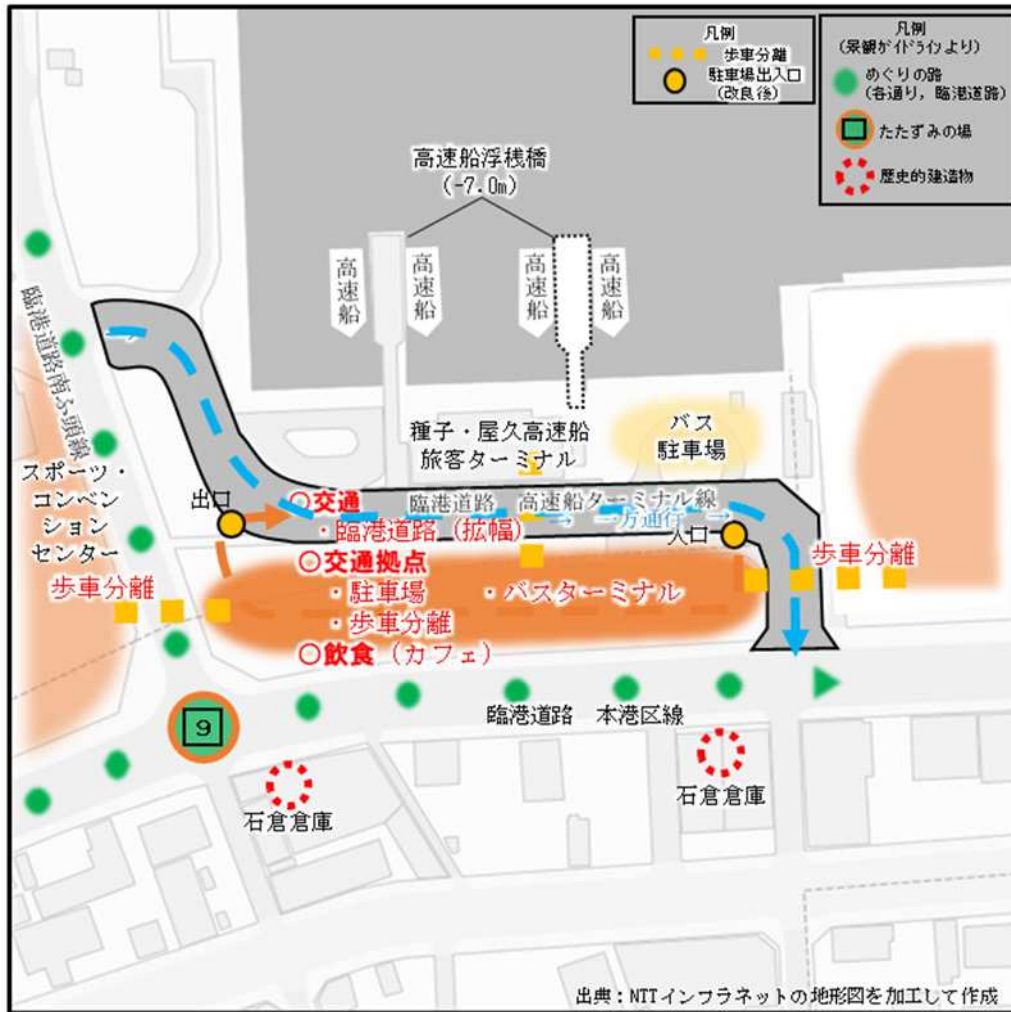 凡例
歩車分離
駐車場出入口
(改良後)
凡例
(景観ガイドラインより)
めぐりの路
(各通り，臨港道路)
たたずみの場
歴史的建造物
高速船浮桟橋
(-7.0m)
高速船
高速船
高速船
高速船
臨港道路南ふ頭線
種子・屋久高速船
旅客ターミナル
バス
駐車場
スポーツ・
コンベン
ション
センター
出口
○交通
臨港道路　高速船ターミナル線
・臨港道路（拡幅）
→ 一方通行 →
入口
歩車分離
歩車分離
○交通拠点
・駐車場　・バスターミナル
・歩車分離
○飲食（カフェ）
9
臨港道路　本港区線
石倉倉庫
石倉倉庫
出典：NTTインフラネットの地形図を加工して作成